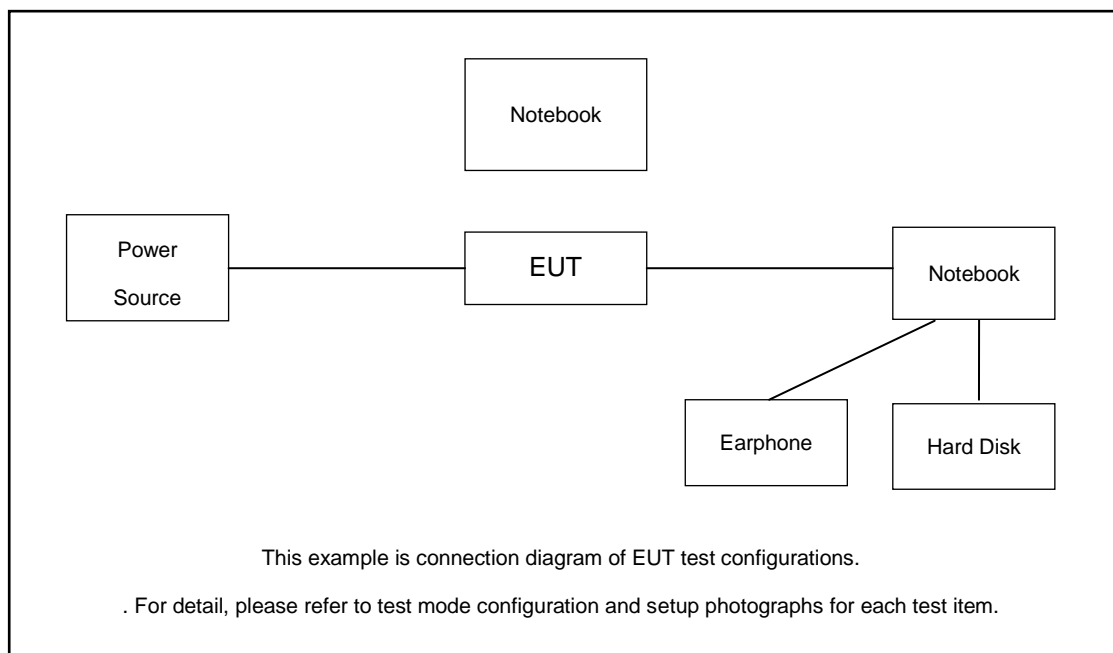 Notebook
Power
Source
EUT
Notebook
Earphone
Hard Disk
This example is connection diagram of EUT test configurations.
. For detail, please refer to test mode configuration and setup photographs for each test item.